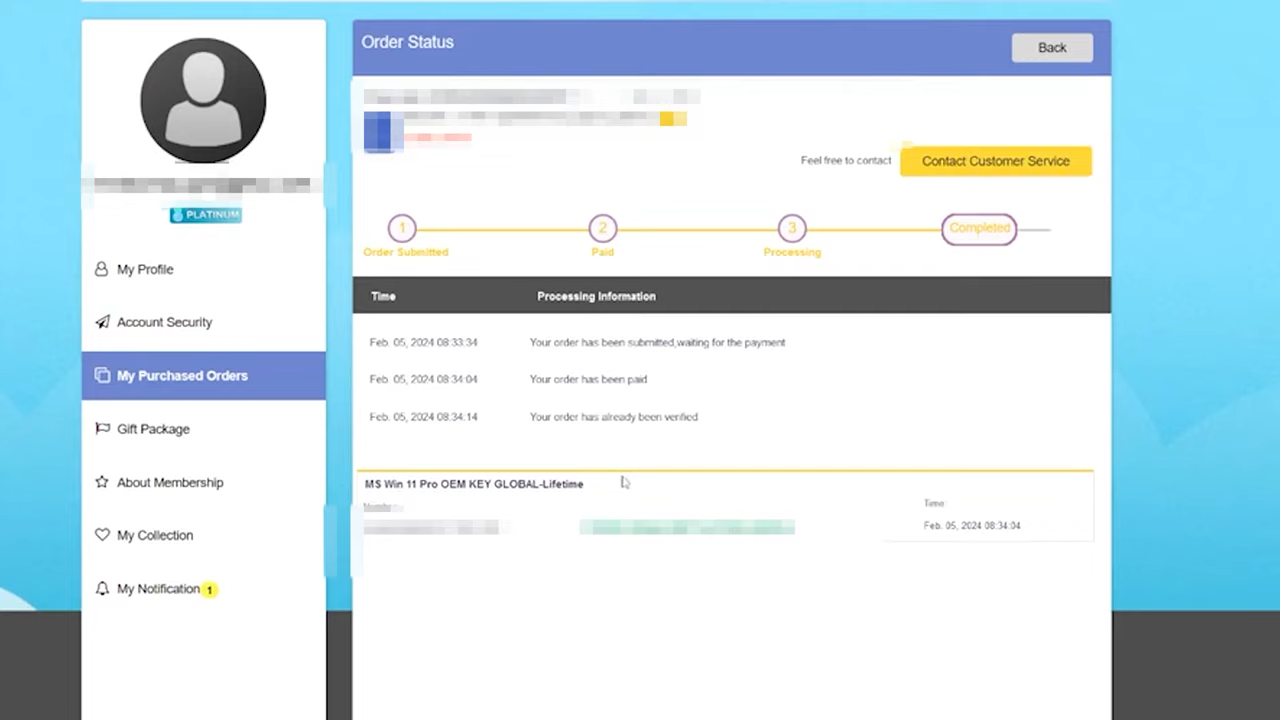 Order Status
Back
Feel free to contact
Contact Customer Service
PLATINUM
1
2
3
Completed
Order Submitted
Paid
Processing
My Profile
Account Security
My Purchased Orders
Gift Package
About Membership
My Collection
My Notification 1
Time
Processing Information
Feb. 05, 2024 08:33:34
Your order has been submitted,waiting for the payment
Feb. 05, 2024 08:34:04
Your order has been paid
Feb. 05, 2024 08:34:14
Your order has already been verified
MS Win 11 Pro OEM KEY GLOBAL-Lifetime
Time:
Feb. 05, 2024 08:34:04